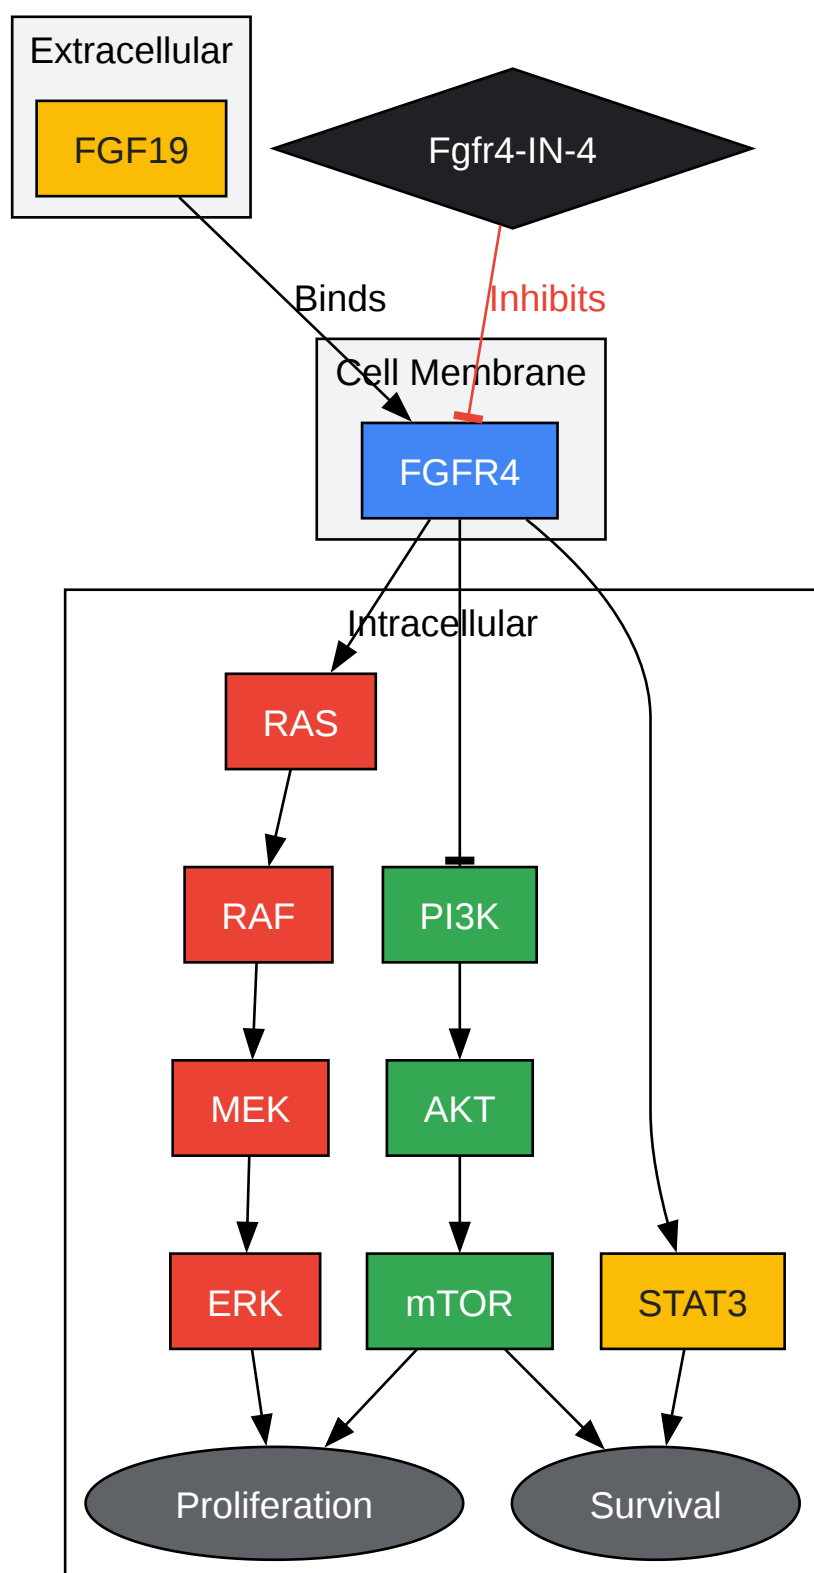 Extracellular
FGF19
Fgfr4-IN-4
Binds
Inhibits
Cell Membrane
FGFR4
Intracellular
RAS
RAF
PI3K
MEK
AKT
ERK
mTOR
STAT3
Proliferation
Survival